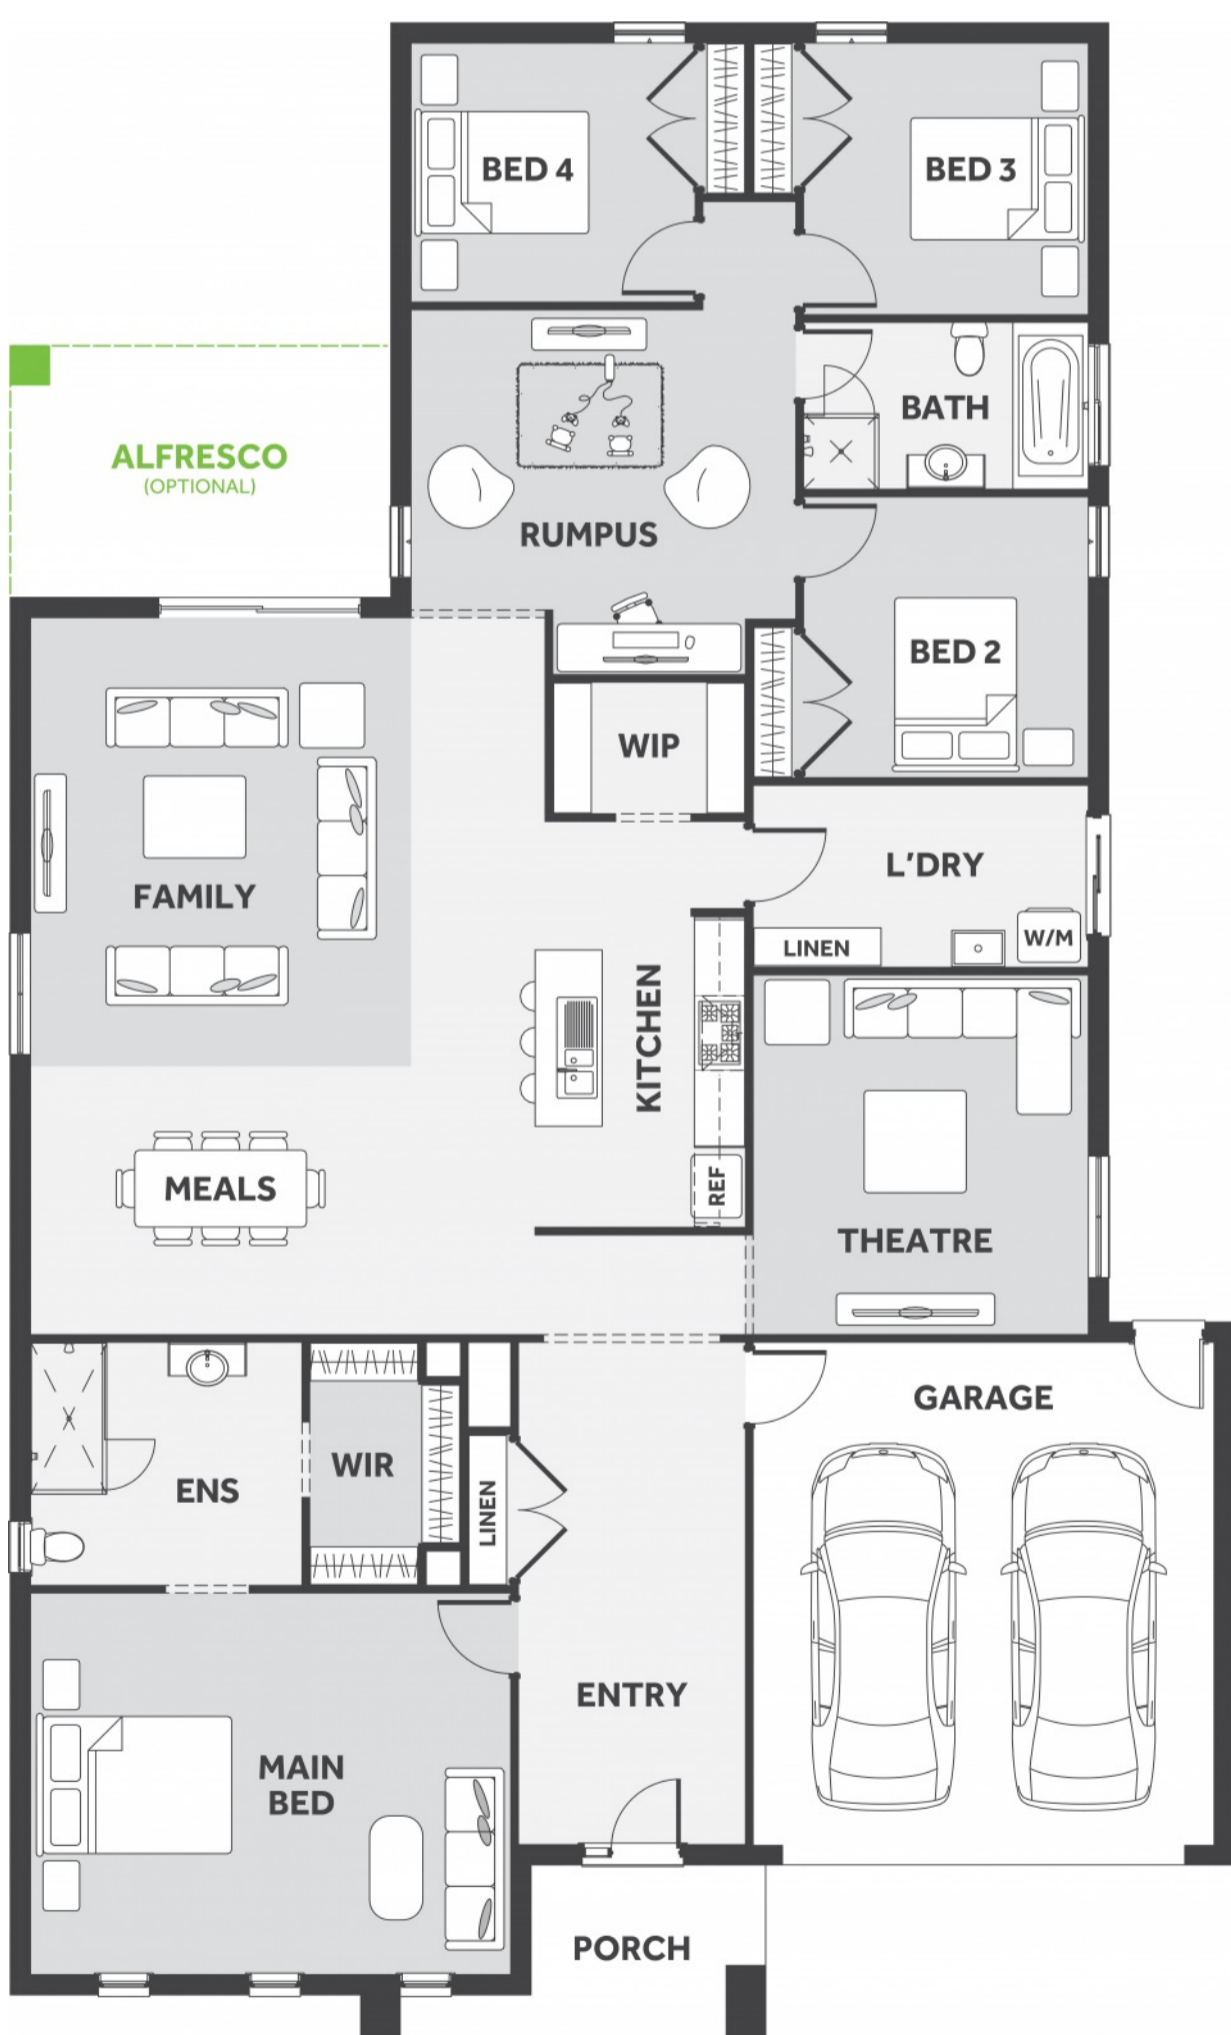 BED 4
BED 3
BATH
ALFRESCO
(OPTIONAL)
RUMPUS
BED 2
WIP
L'DRY
FAMILY
LINEN
W/M
KITCHEN
MEALS
REF
THEATRE
GARAGE
WIR
ENS
LINEN
ENTRY
MAIN
BED
PORCH